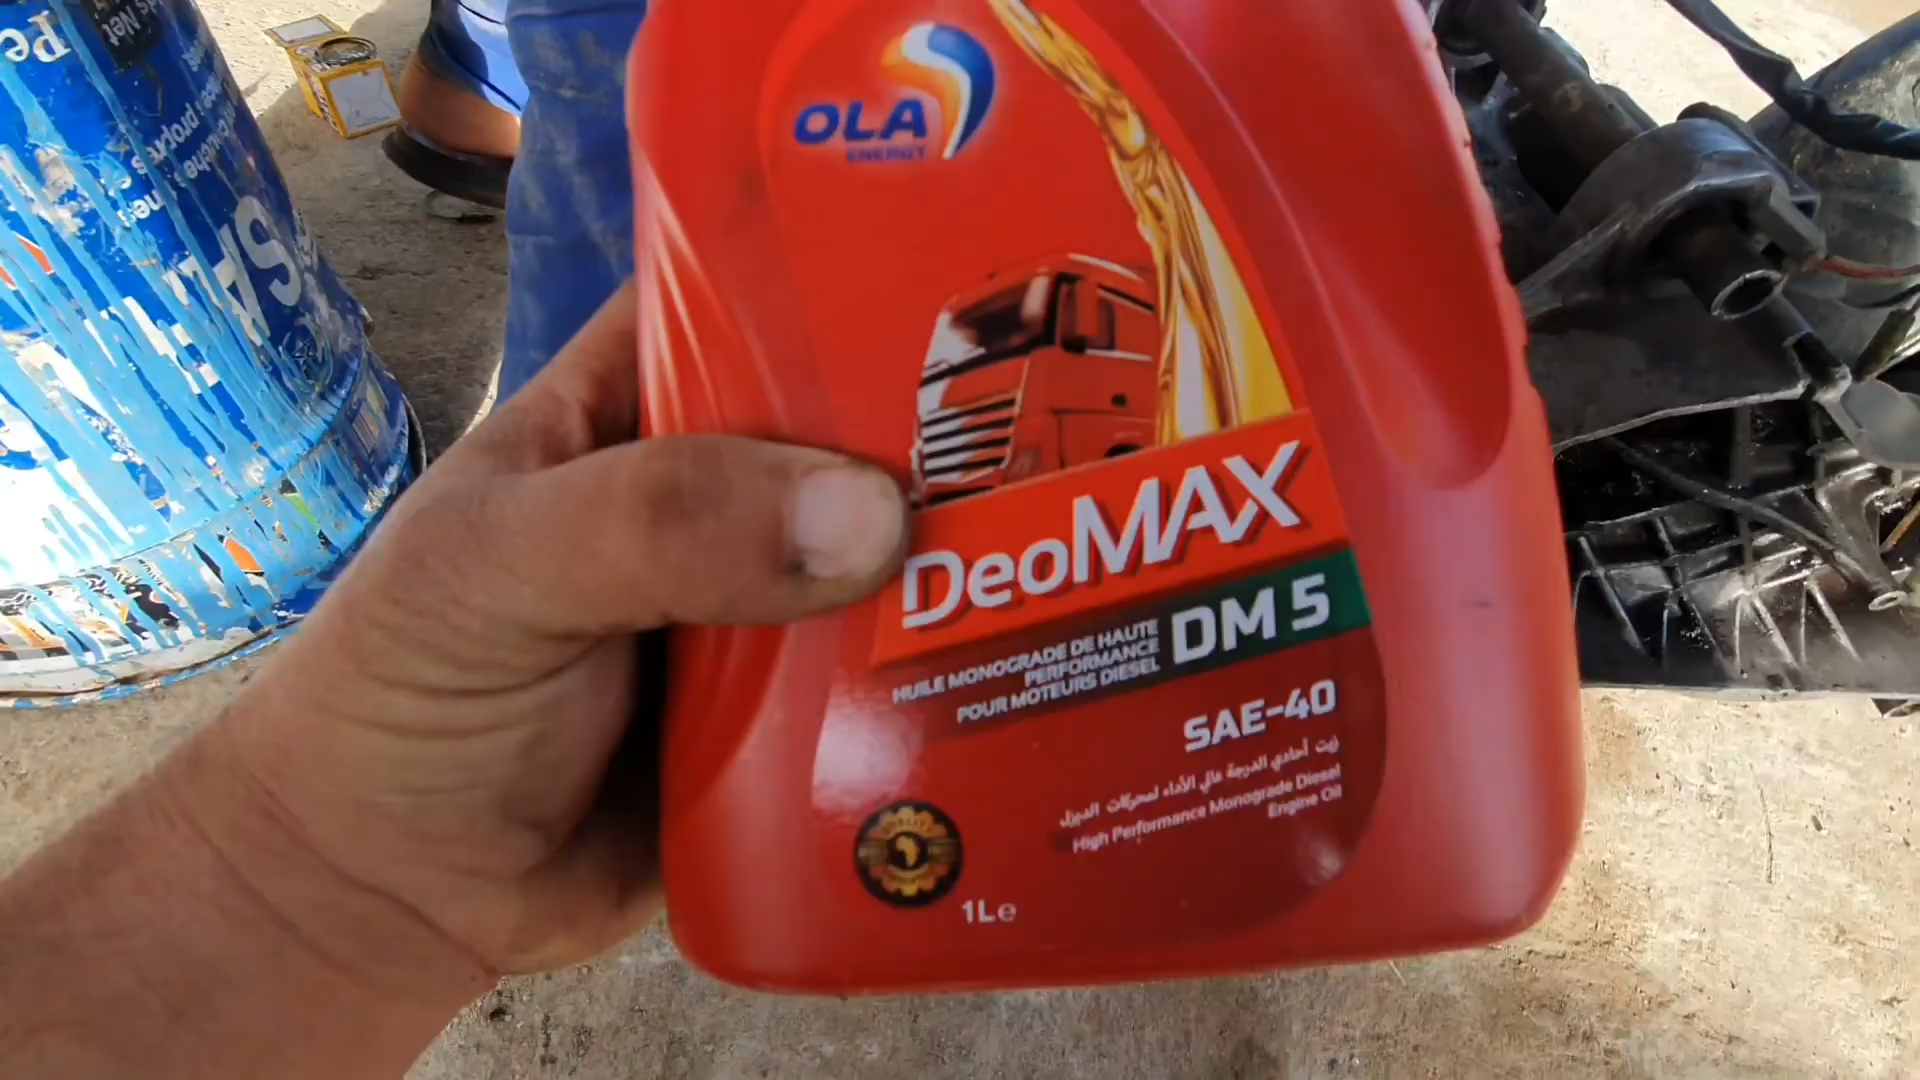 OLA
ENERGY
DeoMAX
HUILE MONOGRADE DE HAUTE
PERFORMANCE
POUR MOTEURS DIESEL
DM 5
SAE-40
زيت أحادي الدرجة عالي الأداء لمحركات الديزل
High Performance Monograde Diesel
Engine Oil
1Le
Pe